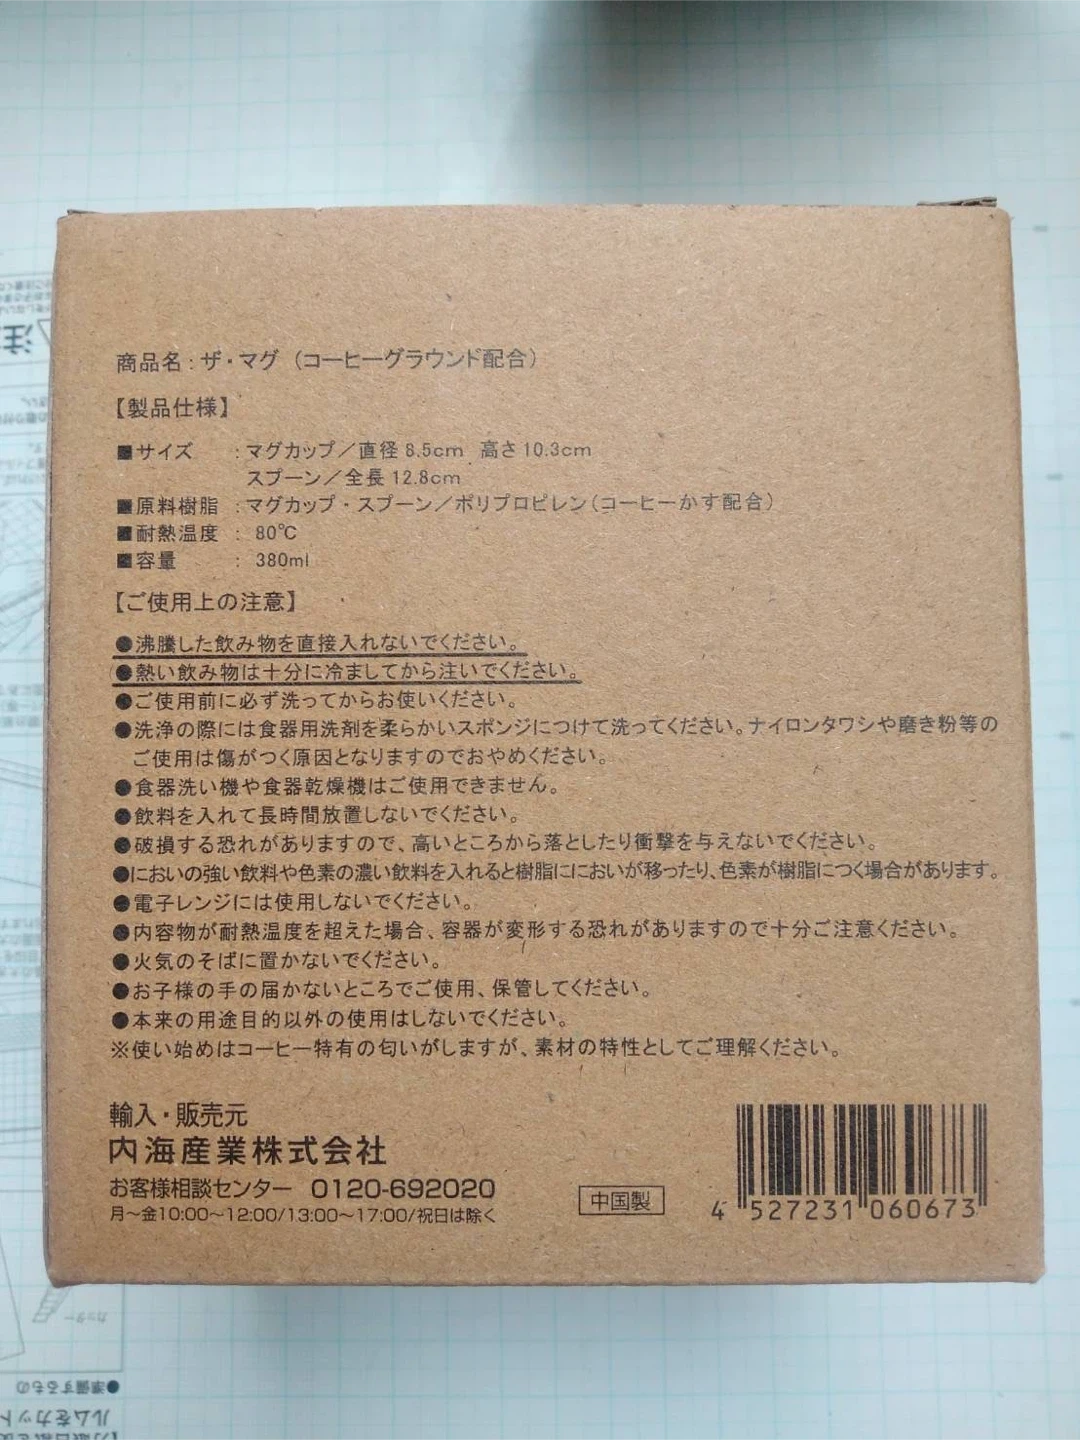 商品名：ザ・マグ（コーヒーグラウンド配合）
【製品仕様】
■サイズ　：マグカップ／直径8.5cm　高さ10.3cm
スプーン／全長12.8cm
■原料樹脂　：マグカップ・スプーン／ポリプロピレン（コーヒーかす配合）
■耐熱温度　：80℃
■容量　：380ml
【ご使用上の注意】
●沸騰した飲み物を直接入れないでください。
●熱い飲み物は十分に冷ましてから注いでください。
●ご使用前に必ず洗ってからお使いください。
●洗浄の際には食器用洗剤を柔らかいスポンジにつけて洗ってください。ナイロンタワシや磨き粉等の
ご使用は傷がつく原因となりますのでおやめください。
●食器洗い機や食器乾燥機はご使用できません。
●飲料を入れて長時間放置しないでください。
●破損する恐れがありますので、高いところから落としたり衝撃を与えないでください。
●においの強い飲料や色素の濃い飲料を入れると樹脂ににおいが移ったり、色素が樹脂につく場合があります。
●電子レンジには使用しないでください。
●内容物が耐熱温度を超えた場合、容器が変形する恐れがありますので十分ご注意ください。
●火気のそばに置かないでください。
●お子様の手の届かないところでご使用、保管してください。
●本来の用途目的以外の使用はしないでください。
※使い始めはコーヒー特有の匂いがしますが、素材の特性としてご理解ください。
輸入・販売元
内海産業株式会社
お客様相談センター　0120-692020
月～金10:00～12:00/13:00～17:00/祝日は除く
中国製
4 527231 060673
カッター
●準備するもの